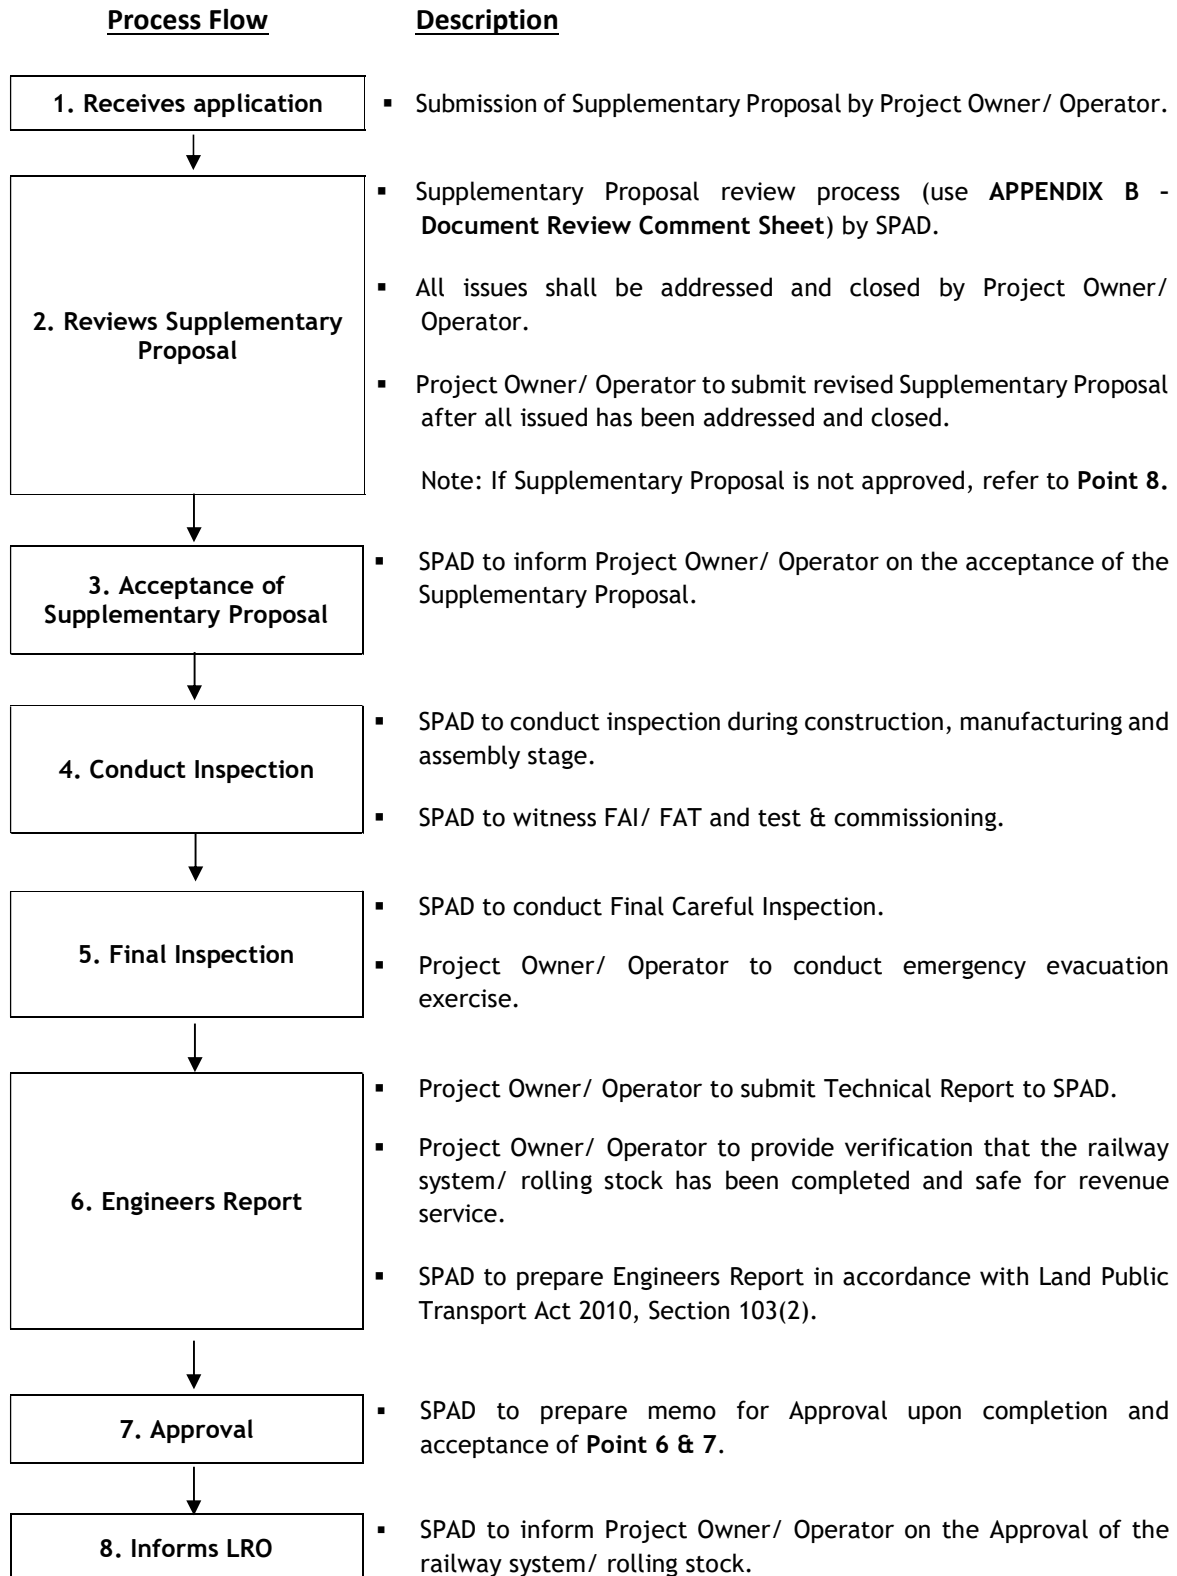 Process Flow
Description
1. Receives application
▪ Submission of Supplementary Proposal by Project Owner/ Operator.
2. Reviews Supplementary
Proposal
▪ Supplementary Proposal review process (use APPENDIX B –
Document Review Comment Sheet) by SPAD.
▪ All issues shall be addressed and closed by Project Owner/
Operator.
▪ Project Owner/ Operator to submit revised Supplementary Proposal
after all issued has been addressed and closed.
Note: If Supplementary Proposal is not approved, refer to Point 8.
3. Acceptance of
Supplementary Proposal
▪ SPAD to inform Project Owner/ Operator on the acceptance of the
Supplementary Proposal.
4. Conduct Inspection
▪ SPAD to conduct inspection during construction, manufacturing and
assembly stage.
▪ SPAD to witness FAI/ FAT and test & commissioning.
5. Final Inspection
▪ SPAD to conduct Final Careful Inspection.
▪ Project Owner/ Operator to conduct emergency evacuation
exercise.
6. Engineers Report
▪ Project Owner/ Operator to submit Technical Report to SPAD.
▪ Project Owner/ Operator to provide verification that the railway
system/ rolling stock has been completed and safe for revenue
service.
▪ SPAD to prepare Engineers Report in accordance with Land Public
Transport Act 2010, Section 103(2).
7. Approval
▪ SPAD to prepare memo for Approval upon completion and
acceptance of Point 6 & 7.
8. Informs LRO
▪ SPAD to inform Project Owner/ Operator on the Approval of the
railway system/ rolling stock.